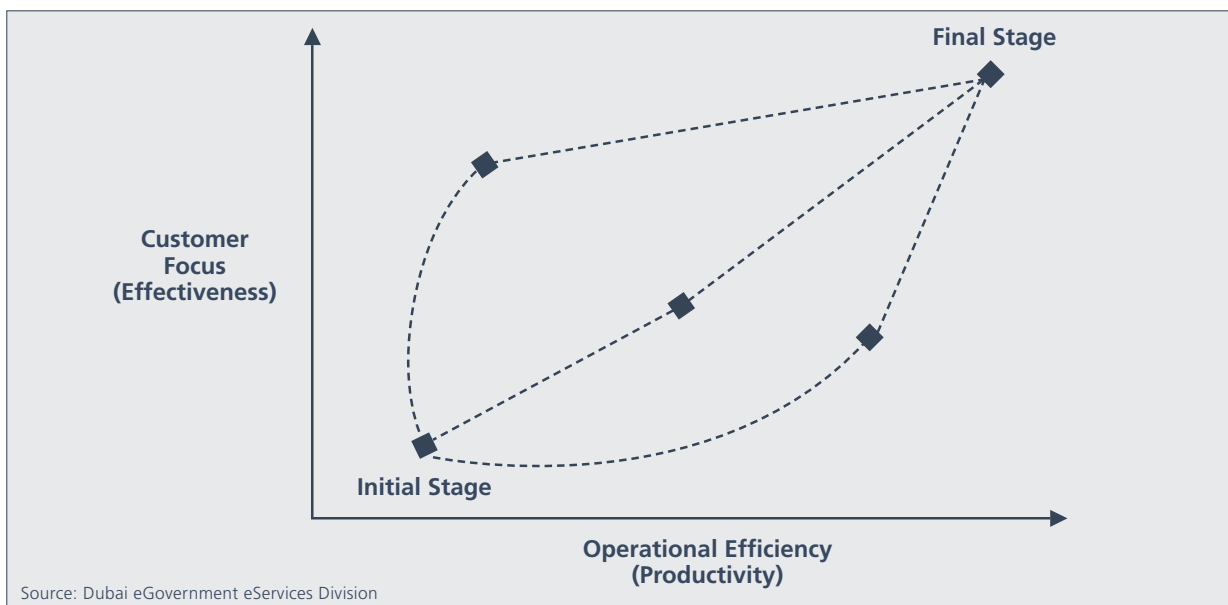 Final Stage
Customer
Focus
(Effectiveness)
Initial Stage
Operational Efficiency
(Productivity)
Source: Dubai eGovernment eServices Division